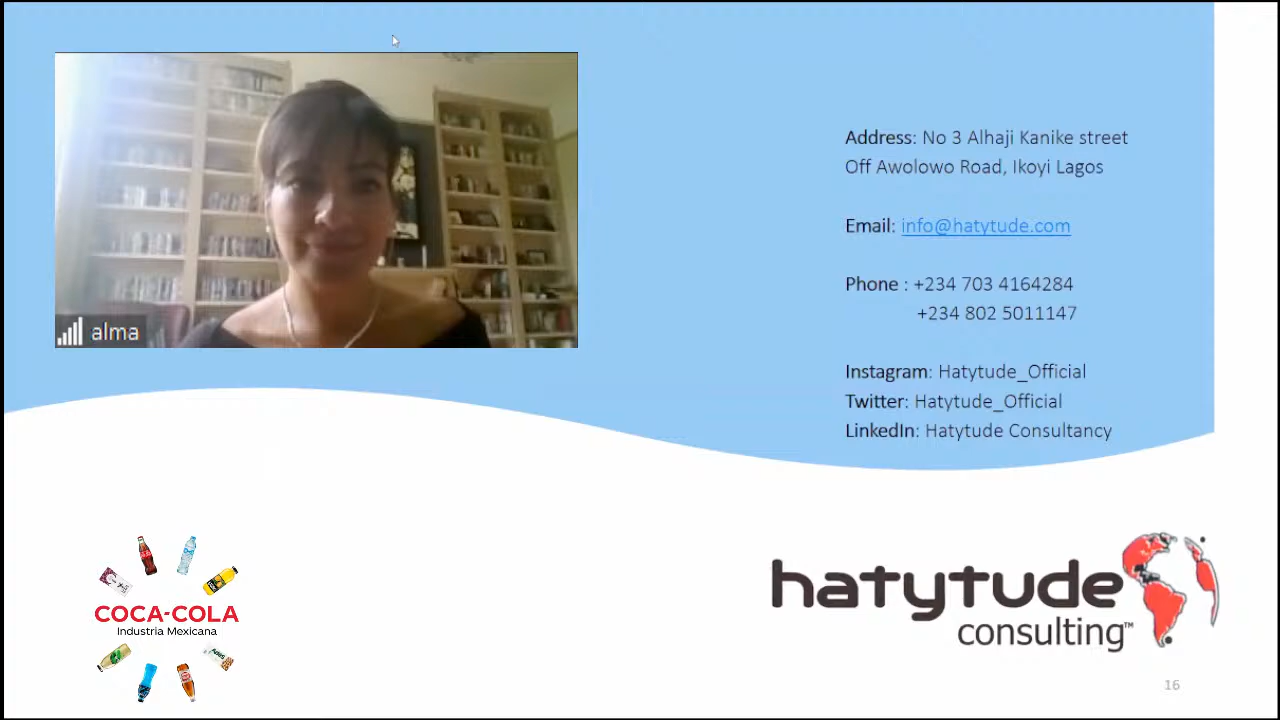 alma
Address: No 3 Alhaji Kanike street
Off Awolowo Road, Ikoyi Lagos
Email: info@hatytude.com
Phone : +234 703 4164284
+234 802 5011147
Instagram: Hatytude_Official
Twitter: Hatytude_Official
LinkedIn: Hatytude Consultancy
COCA-COLA
Industria Mexicana
hatytude
consulting™
16